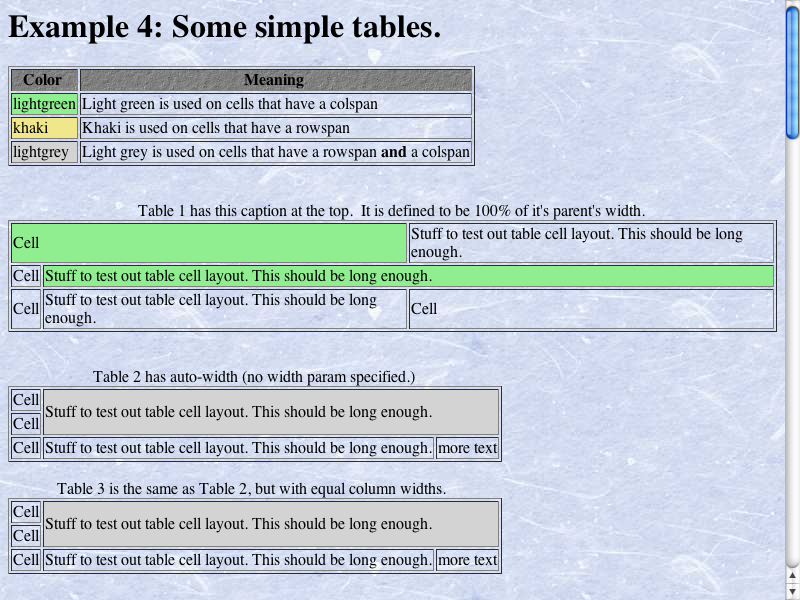 Example 4: Some simple tables.
Color Meaning
lightgreen Light green is used on cells that have a colspan
khaki Khaki is used on cells that have a rowspan
lightgrey Light grey is used on cells that have a rowspan and a colspan
Table 1 has this caption at the top.  It is defined to be 100% of it's parent's width.
Cell Stuff to test out table cell layout. This should be long
enough.
Cell Stuff to test out table cell layout. This should be long enough.
Cell Stuff to test out table cell layout. This should be long
enough. Cell
Table 2 has auto-width (no width param specified.)
Cell Stuff to test out table cell layout. This should be long enough.
Cell
Cell Stuff to test out table cell layout. This should be long enough. more text
Table 3 is the same as Table 2, but with equal column widths.
Cell Stuff to test out table cell layout. This should be long enough.
Cell
Cell Stuff to test out table cell layout. This should be long enough. more text